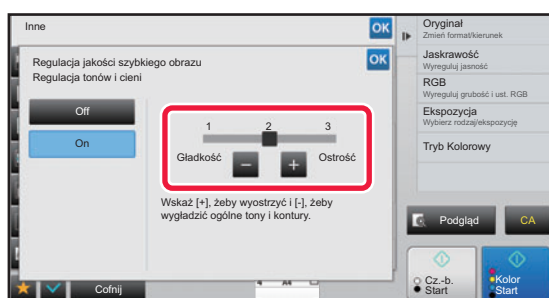 Inne
OK
Regulacja jakości szybkiego obrazu
Regulacja tonów i cieni
OK
Off
On
1 2 3
Gładkość - + Ostrość
Wskaż [+], żeby wyostrzyć i [-], żeby
wygładzić ogólne tony i kontury.
Cofnij
A4
Oryginał
Zmień format/kierunek
Jaskrawość
Wyreguluj jasność
RGB
Wyreguluj grubość i ust. RGB
Ekspozycja
Wybierz rodzaj/ekspozycję
Tryb Kolorowy
Podgląd
CA
Cz.-b.
Start
Kolor
Start